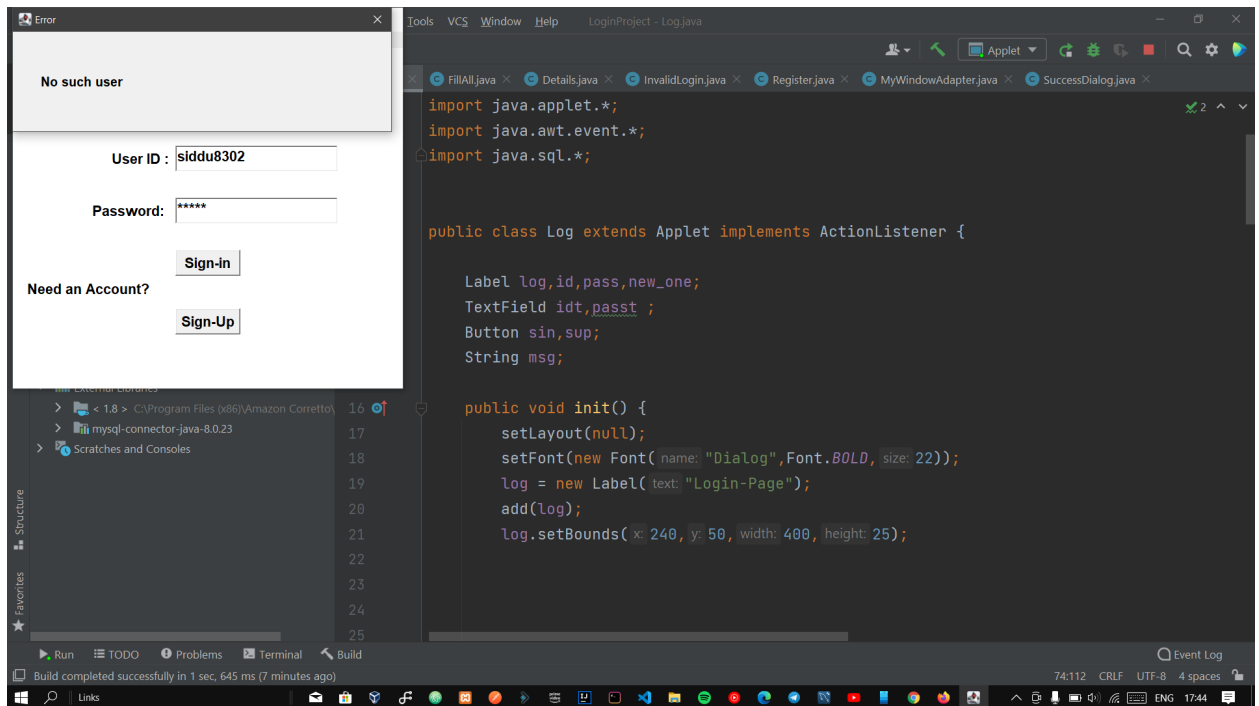 Error
Tools VCS Window Help LoginProject - Log.java
Applet
No such user
FillAll.java Details.java InvalidLogin.java Register.java MyWindowAdapter.java SuccessDialog.java
import java.applet.*;
2
import java.awt.event.*;
import java.sql.*;
User ID : siddu8302
Password: *****
Sign-in
Need an Account?
Sign-Up
public class Log extends Applet implements ActionListener {
Label log,id,pass,new_one;
TextField idt,passt ;
Button sin,sup;
String msg;
External Libraries
< 1.8 > C:\Program Files (x86)\Amazon Corretto\
mysql-connector-java-8.0.23
Scratches and Consoles
16 public void init() {
17 setLayout(null);
18 setFont(new Font( name: "Dialog",Font.BOLD, size: 22));
19 log = new Label( text: "Login-Page");
20 add(log);
21 log.setBounds( x: 240, y: 50, width: 400, height: 25);
22
23
24
25
Structure
Favorites
Run TODO Problems Terminal Build Event Log
Build completed successfully in 1 sec, 645 ms (7 minutes ago) 74:112 CRLF UTF-8 4 spaces
Links ENG 17:44